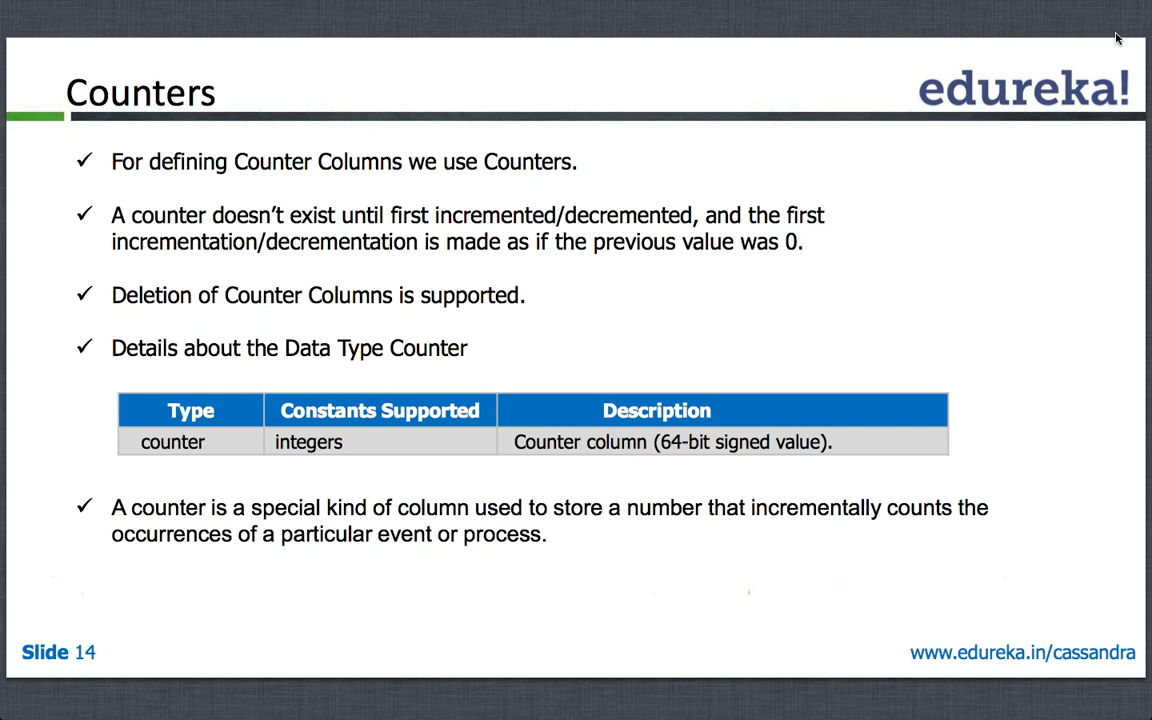 Counters
edureka!
✓ For defining Counter Columns we use Counters.
✓ A counter doesn’t exist until first incremented/decremented, and the first
incrementation/decrementation is made as if the previous value was 0.
✓ Deletion of Counter Columns is supported.
✓ Details about the Data Type Counter
Type Constants Supported Description
counter integers Counter column (64-bit signed value).
✓ A counter is a special kind of column used to store a number that incrementally counts the
occurrences of a particular event or process.
Slide 14
www.edureka.in/cassandra